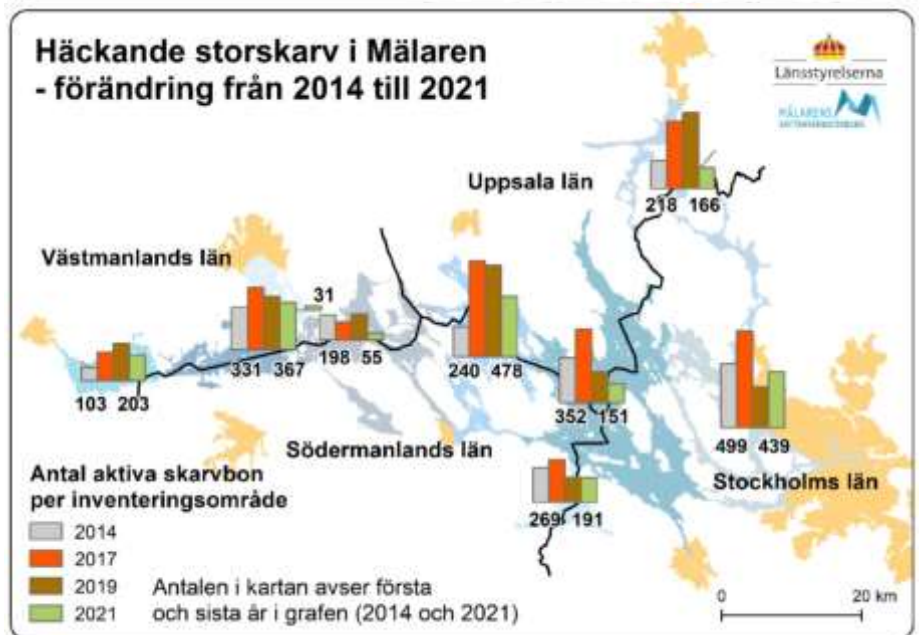 Häckande storskarv i Mälaren
- förändring från 2014 till 2021
Länsstyrelserna
MÄLARENS
Uppsala län
218 166
Västmanlands län
31
331 367
198 55
103 203
240 478
352 151
499 439
Södermanlands län
Stockholms län
269 191
Antal aktiva skarvbon
per inventeringsområde
2014
2017
2019
2021
Antalen i kartan avser första
och sista år i grafen (2014 och 2021)
0 20 km